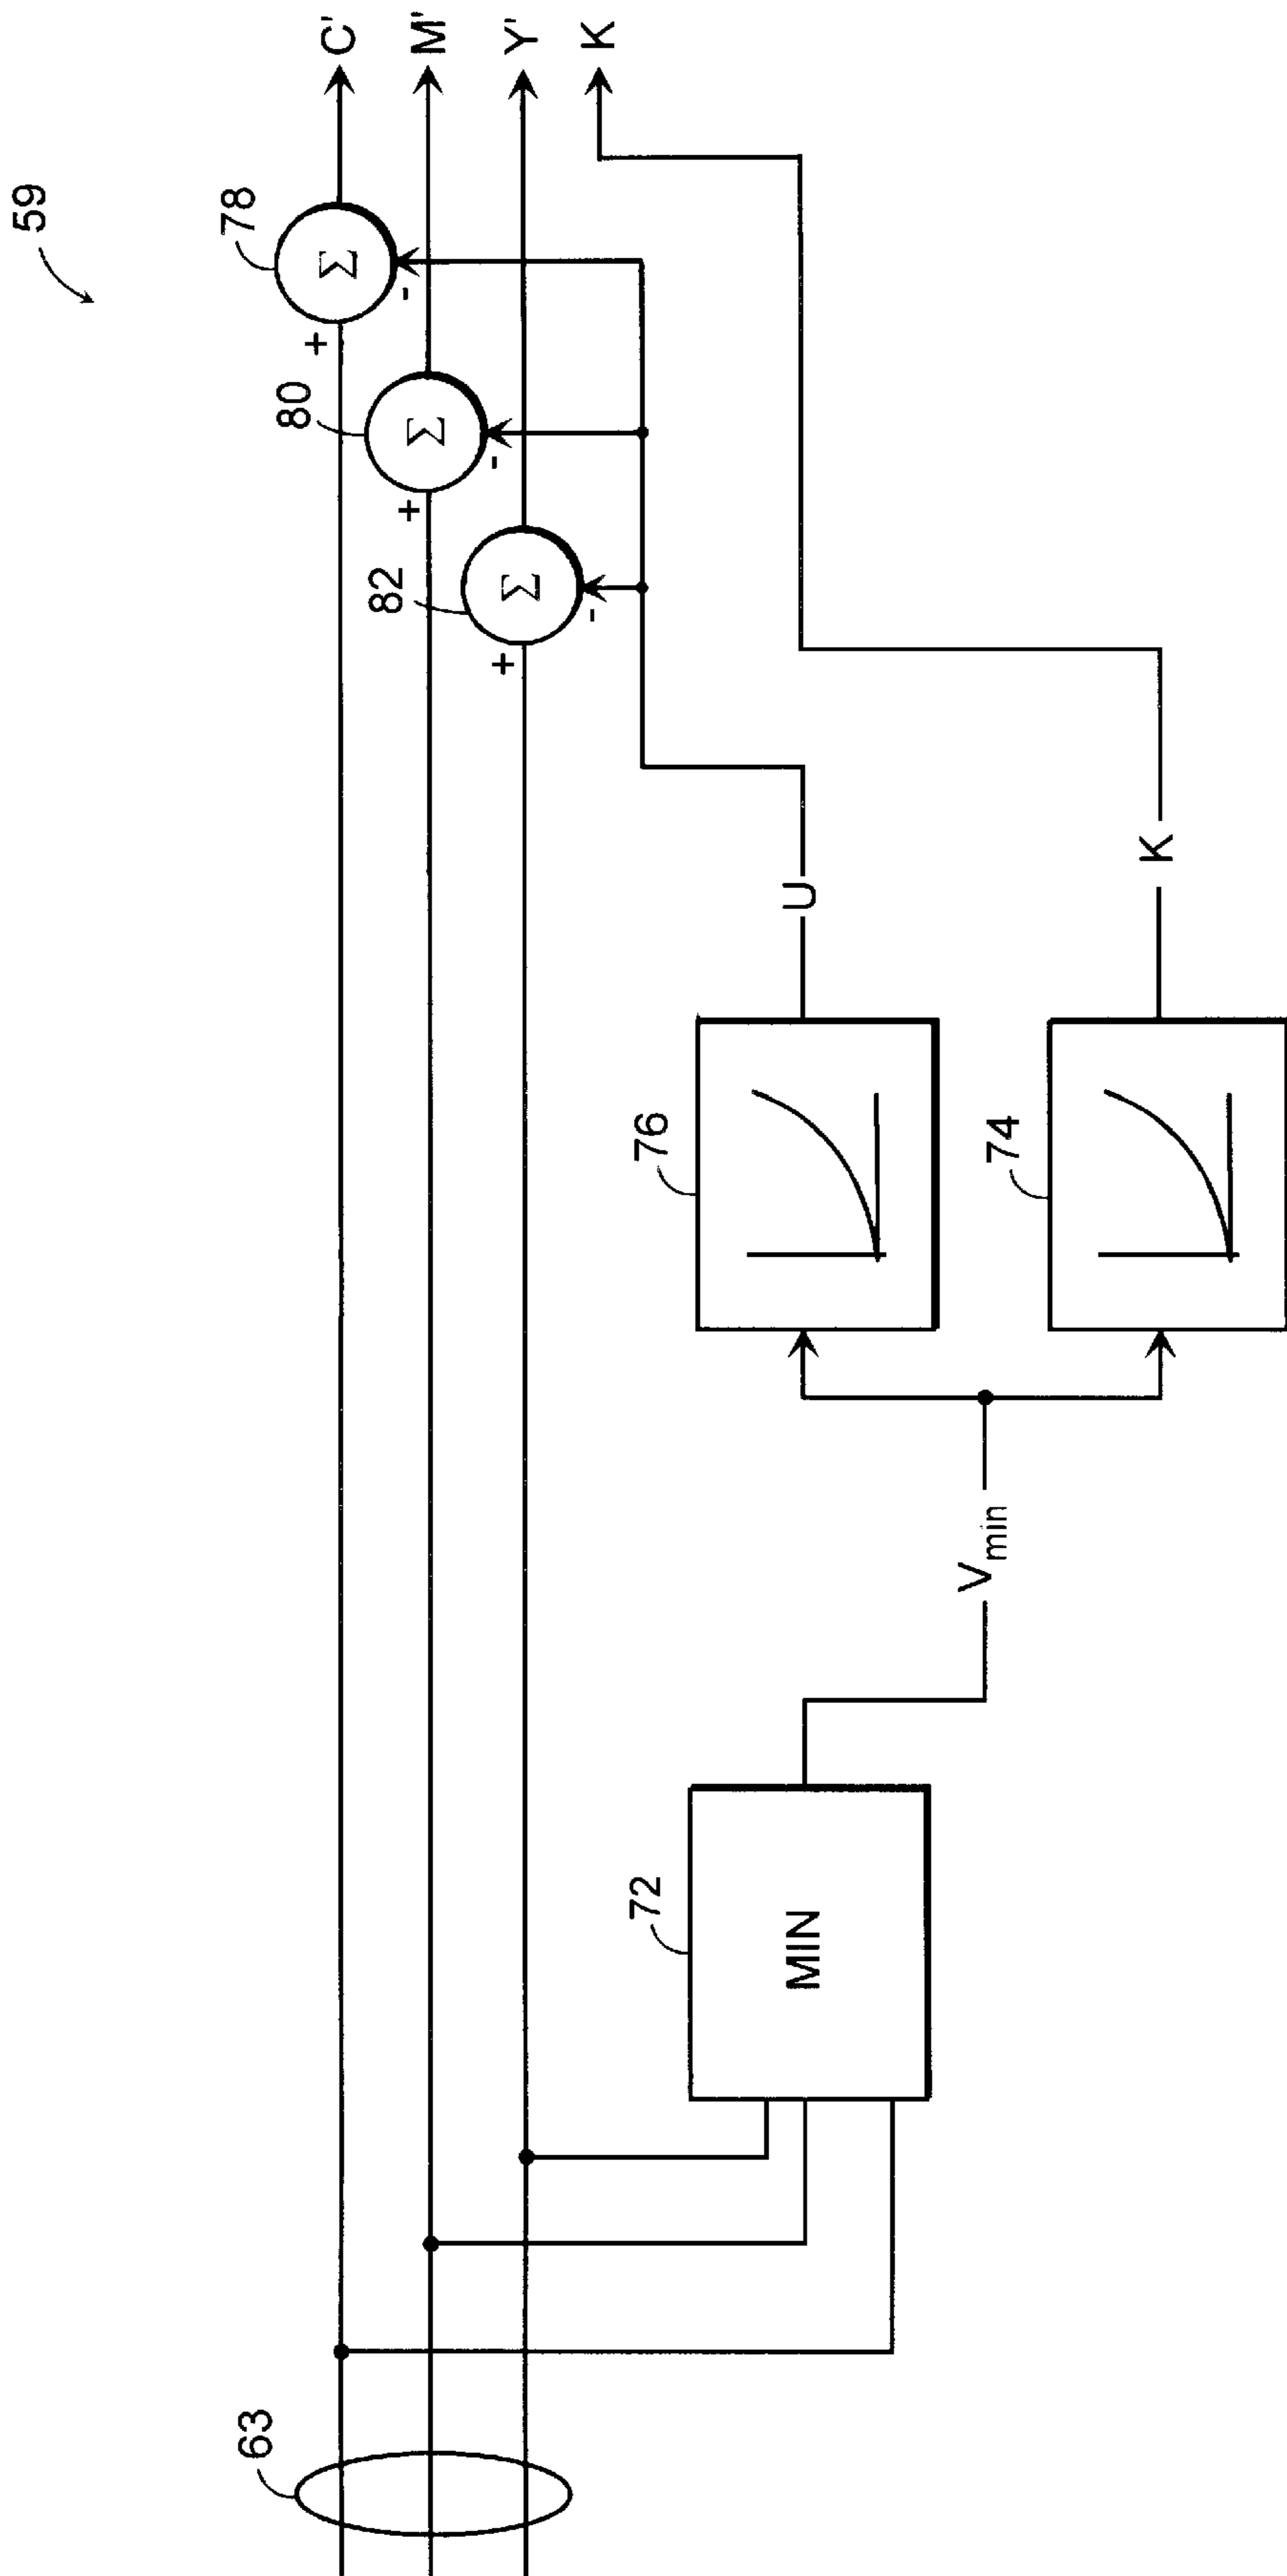 59
78
80
82
C'
M'
Y'
K
Σ
Σ
Σ
+
-
+
-
+
-
U
K
76
74
Vmin
72
MIN
63